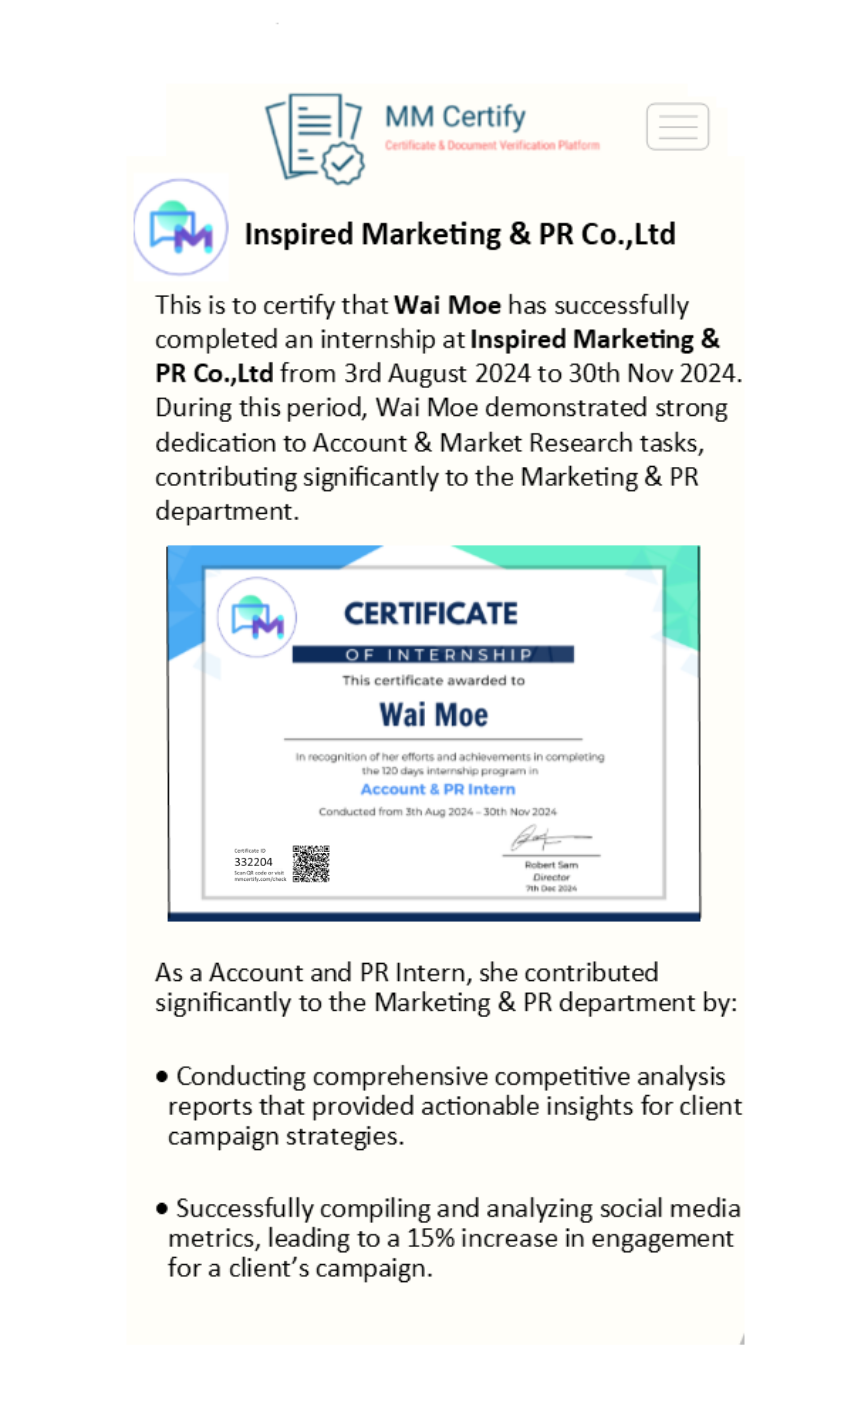 MM Certify
Certificate & Document Verification Platform
Inspired Marketing & PR Co.,Ltd
This is to certify that Wai Moe has successfully
completed an internship at Inspired Marketing &
PR Co.,Ltd from 3rd August 2024 to 30th Nov 2024.
During this period, Wai Moe demonstrated strong
dedication to Account & Market Research tasks,
contributing significantly to the Marketing & PR
department.
CERTIFICATE
OF INTERNSHIP
This certificate awarded to
Wai Moe
In recognition of her efforts and achievements in completing
the 120 days internship program in
Account & PR Intern
Conducted from 3th Aug 2024 – 30th Nov 2024
Certificate ID
332204
Scan QR code or visit
mmcertify.com/check
Robert Sam
Director
7th Dec 2024
As a Account and PR Intern, she contributed
significantly to the Marketing & PR department by:
● Conducting comprehensive competitive analysis
reports that provided actionable insights for client
campaign strategies.
● Successfully compiling and analyzing social media
metrics, leading to a 15% increase in engagement
for a client’s campaign.